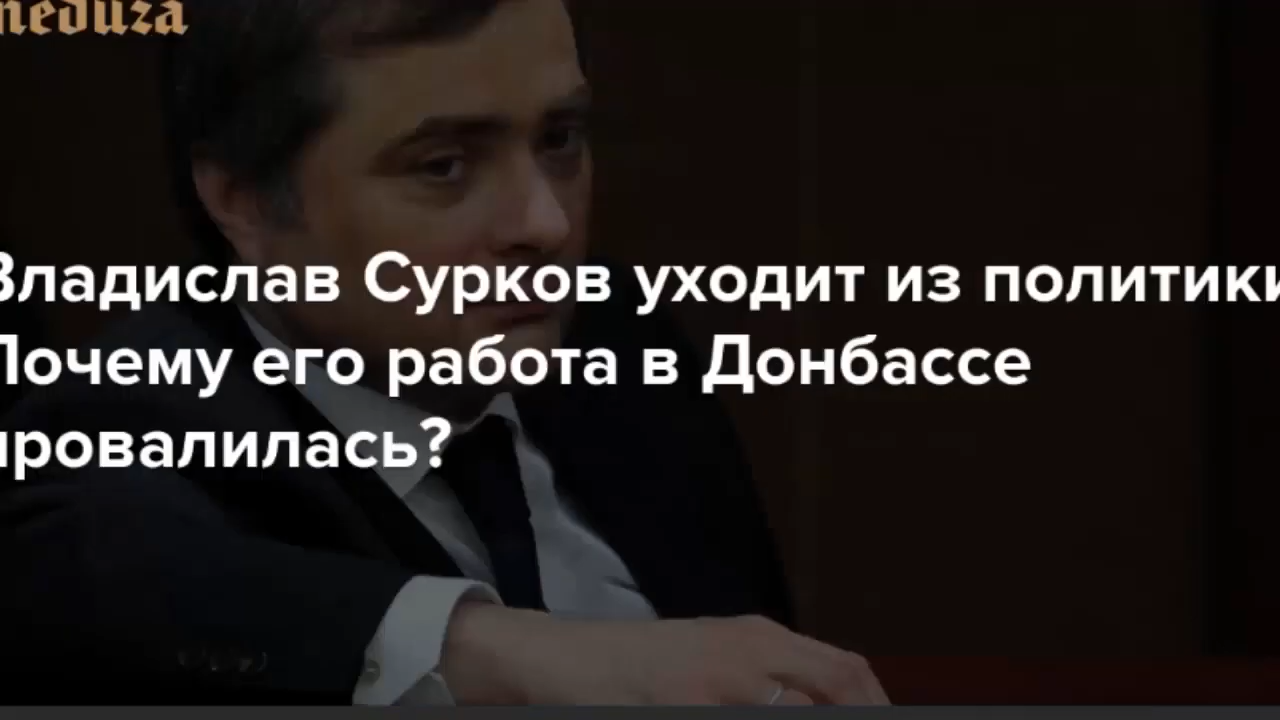 meduza
Владислав Сурков уходит из политики
Почему его работа в Донбассе
провалилась?